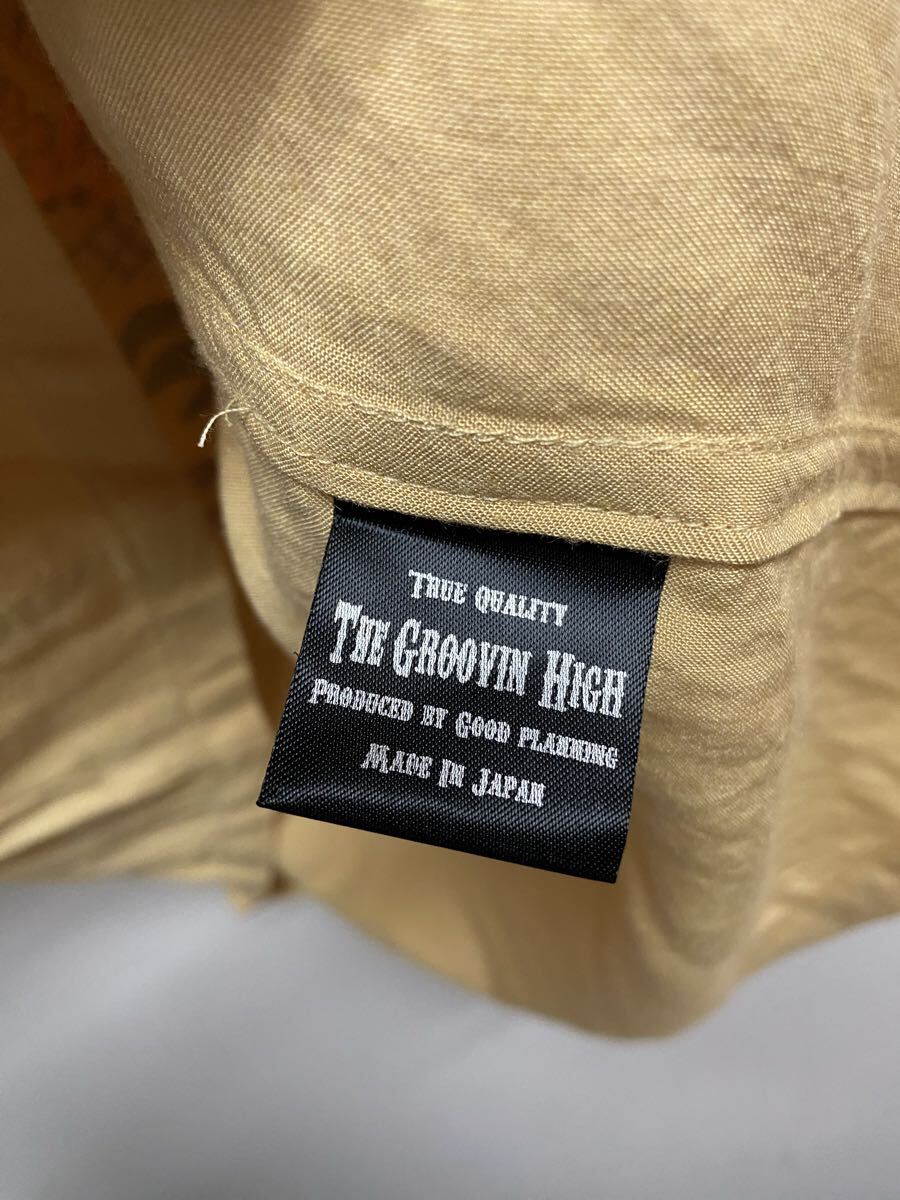 True Quality
The Groovin High
Produced by Good planning
Made In Japan